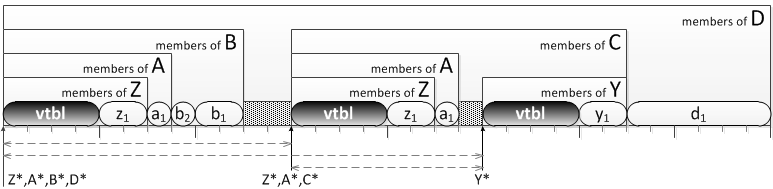 members of D
members of B
members of C
members of A
members of A
members of Z
members of Z
members of Y
vtbl z₁ a₁ b₂ b₁ vtbl z₁ a₁ vtbl y₁ d₁
Z*,A*,B*,D* Z*,A*,C* Y*